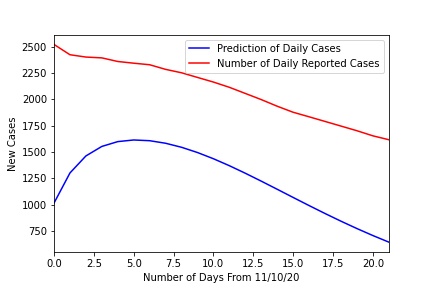 Prediction of Daily Cases
Number of Daily Reported Cases
2500
2250
2000
1750
1500
1250
1000
750
New Cases
0.0 2.5 5.0 7.5 10.0 12.5 15.0 17.5 20.0
Number of Days From 11/10/20